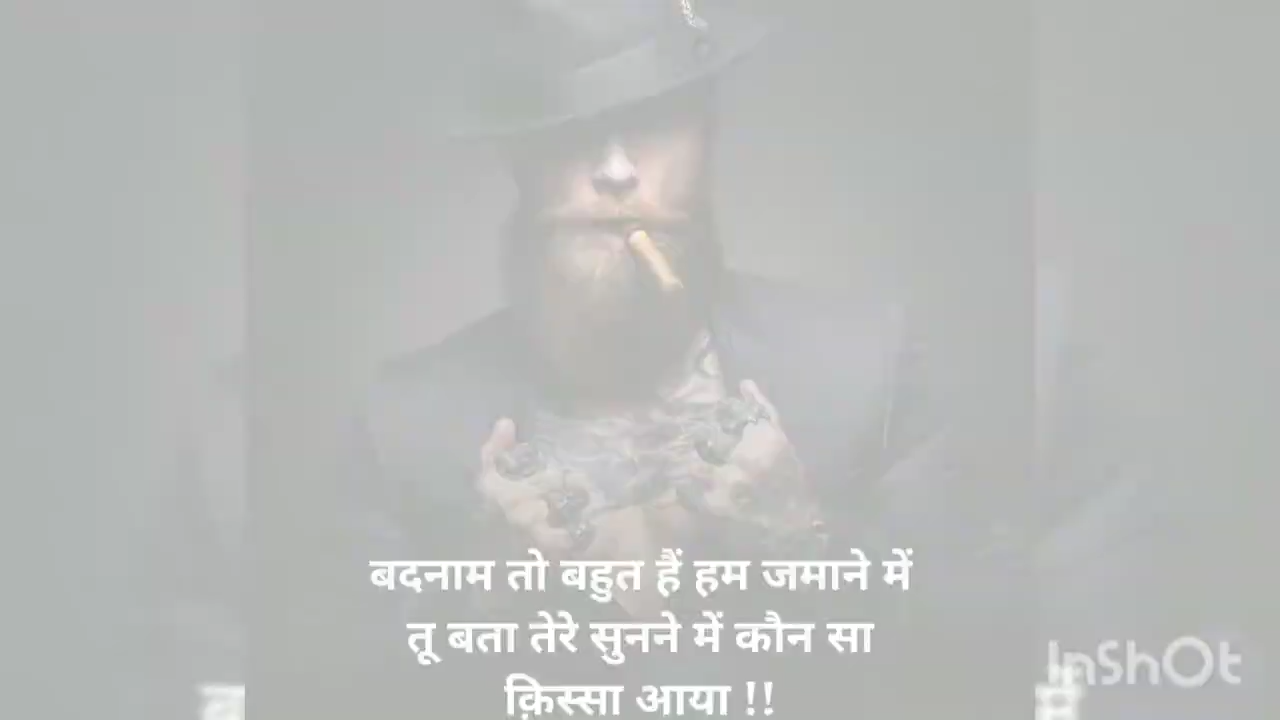 बदनाम तो बहुत हैं हम जमाने में
तू बता तेरे सुनने में कौन सा
क़िस्सा आया !!
InShOt